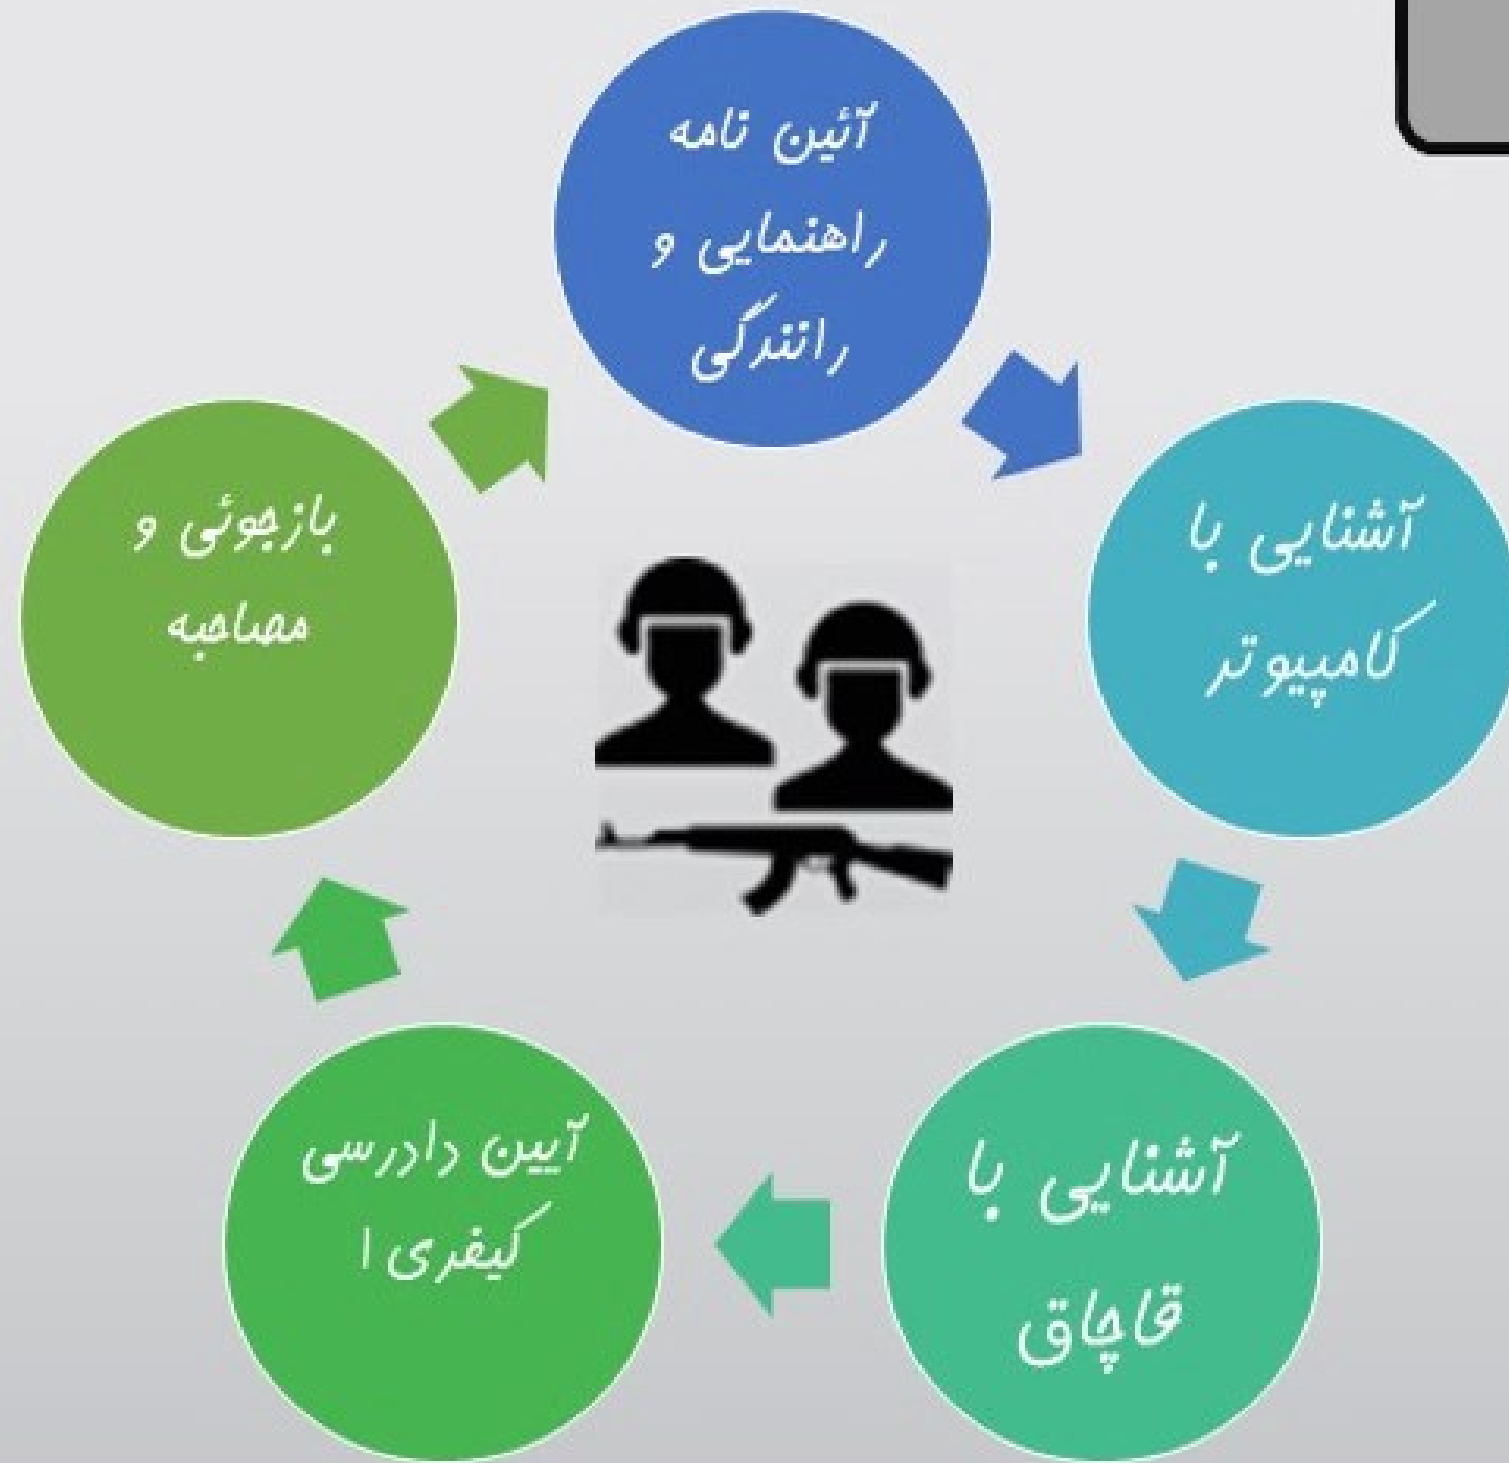 آئین نامه
راهنمایی و
رانندگی
آشنایی با
کامپیوتر
آشنایی با
قاچاق
آیین دادرسی
کیفری ۱
بازجوئی و
مصاحبه